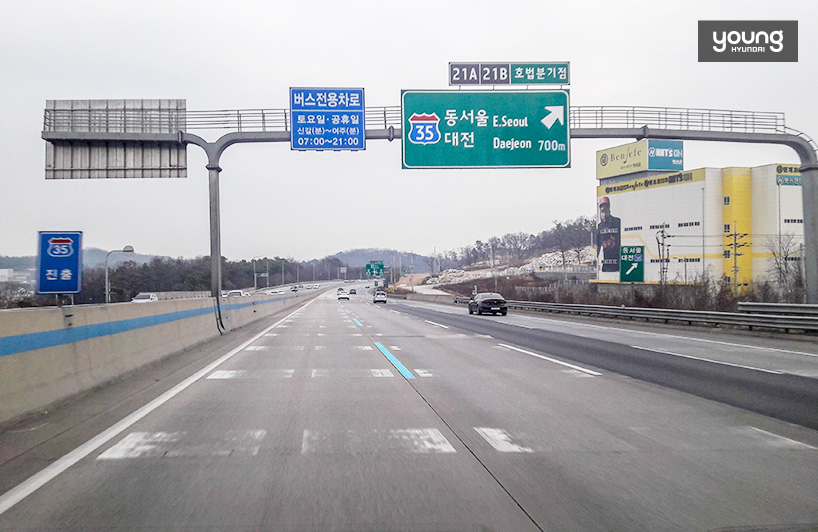 young
HYUNDAI
21A 21B 호법분기점
버스전용차로
토요일·공휴일
신갈(분)~여주(분)
07:00~21:00
35 동서울 E.Seoul
대전 Daejeon 700m
35
진출
Benfete
동서울
대전